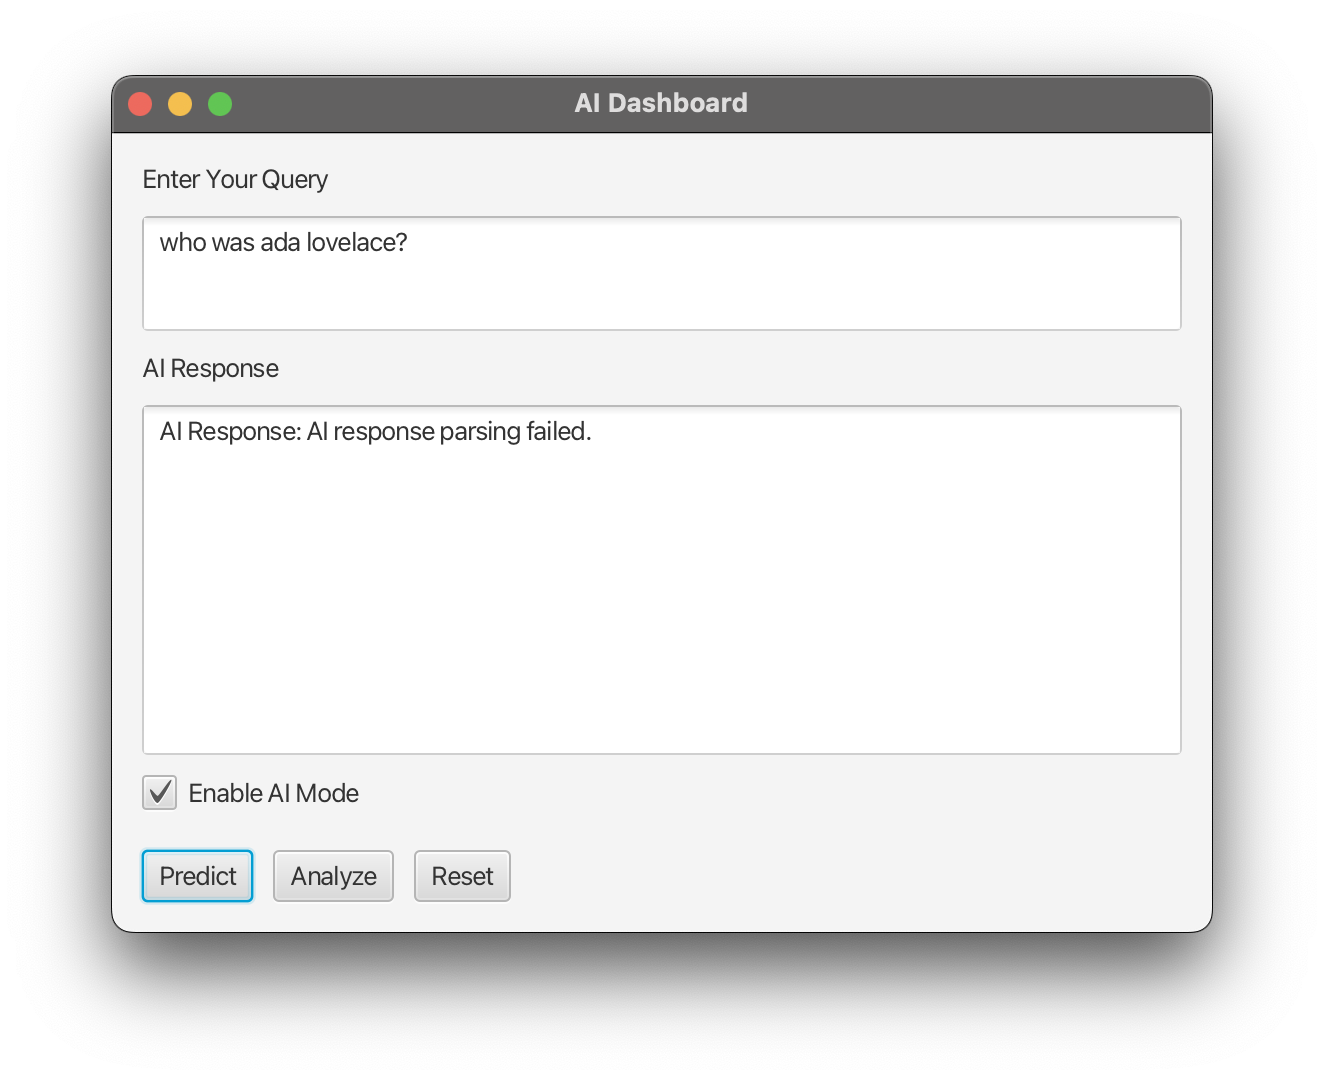 AI Dashboard
Enter Your Query
who was ada lovelace?
AI Response
AI Response: AI response parsing failed.
Enable AI Mode
Predict Analyze Reset